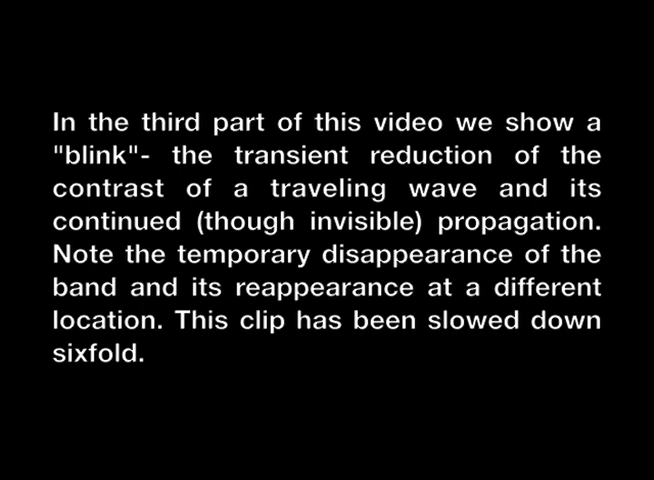 In the third part of this video we show a
"blink"- the transient reduction of the
contrast of a traveling wave and its
continued (though invisible) propagation.
Note the temporary disappearance of the
band and its reappearance at a different
location. This clip has been slowed down
sixfold.